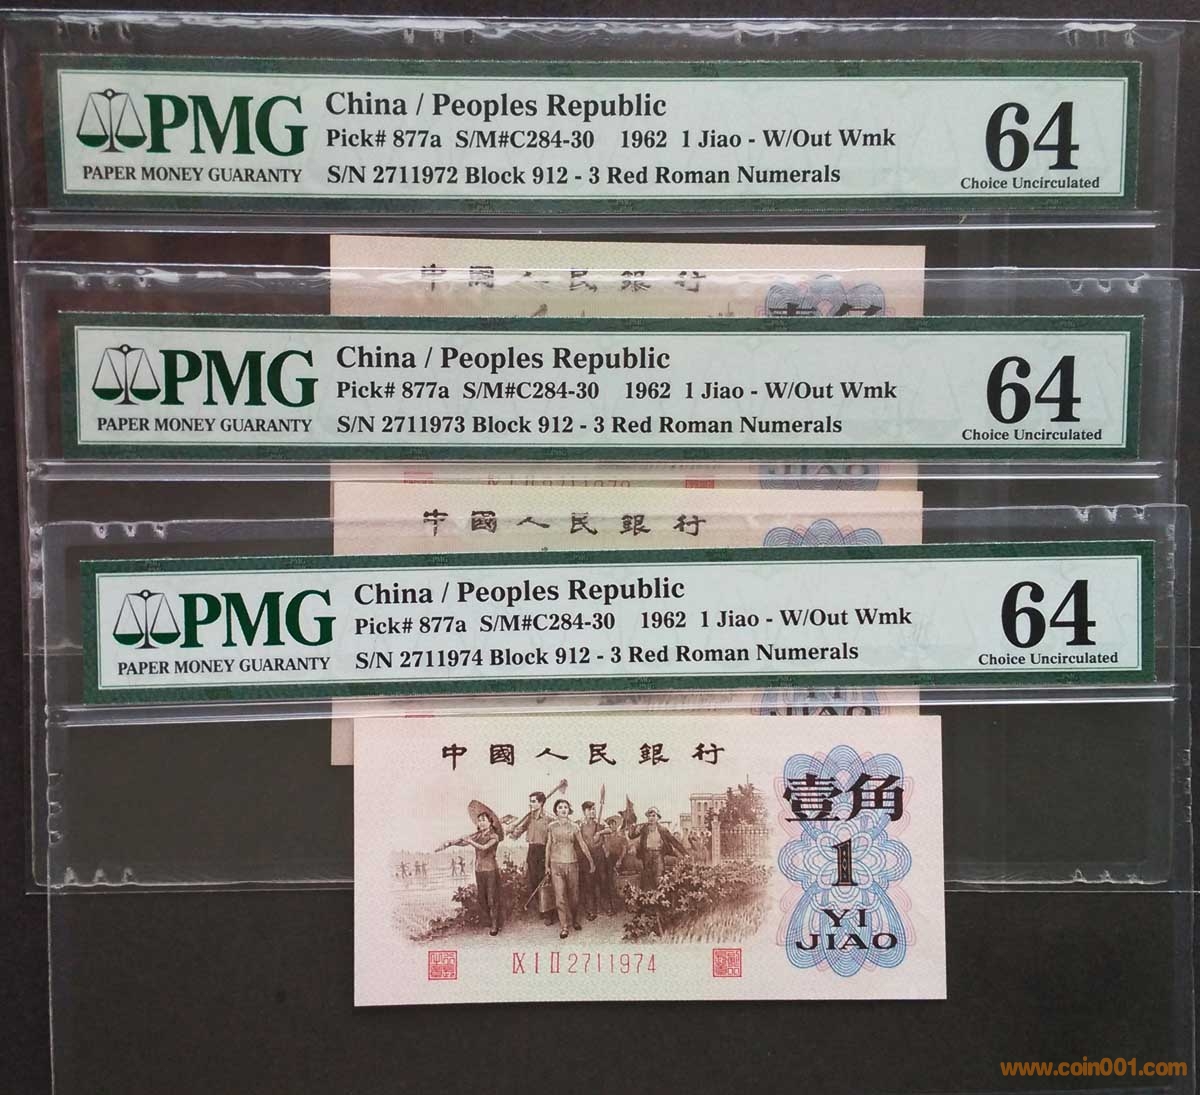 PMG
PAPER MONEY GUARANTY
China / Peoples Republic
Pick# 877a S/M#C284-30 1962 1 Jiao - W/Out Wmk
S/N 2711972 Block 912 - 3 Red Roman Numerals
64
Choice Uncirculated
中國人民銀行
PMG
PAPER MONEY GUARANTY
China / Peoples Republic
Pick# 877a S/M#C284-30 1962 1 Jiao - W/Out Wmk
S/N 2711973 Block 912 - 3 Red Roman Numerals
64
Choice Uncirculated
JIAO
中國人民銀行
PMG
PAPER MONEY GUARANTY
China / Peoples Republic
Pick# 877a S/M#C284-30 1962 1 Jiao - W/Out Wmk
S/N 2711974 Block 912 - 3 Red Roman Numerals
64
Choice Uncirculated
YI
JIAO
中國人民銀行
壹角
1
YI
JIAO
IX I II 2711974
www.coin001.com